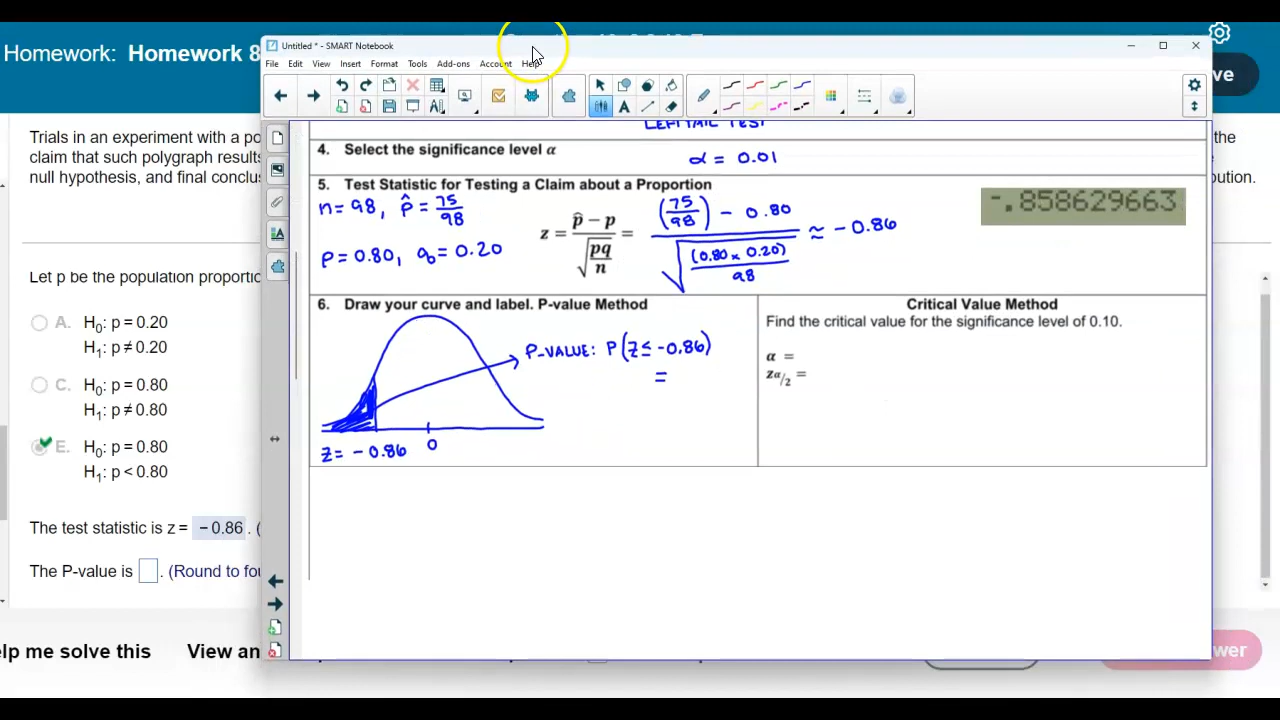 Homework: Homework 8
ve
Untitled * - SMART Notebook
File Edit View Insert Format Tools Add-ons Account Help
Trials in an experiment with a po
claim that such polygraph results
null hypothesis, and final conclus
the
bution.
LEFT TAIL TEST
4. Select the significance level α
α = 0.01
5. Test Statistic for Testing a Claim about a Proportion
n = 98, p̂ = 75/98
p = 0.80, q = 0.20
z = (p̂ − p)/√(pq/n) = ((75/98) − 0.80)/√((0.80 × 0.20)/98) ≈ −0.86
-.858629663
6. Draw your curve and label. P-value Method
P-VALUE: P(Z ≤ −0.86)
=
z = −0.86
0
Critical Value Method
Find the critical value for the significance level of 0.10.
α =
zα/2 =
Let p be the population proportio
A. H0: p = 0.20
H1: p ≠ 0.20
C. H0: p = 0.80
H1: p ≠ 0.80
E. H0: p = 0.80
H1: p < 0.80
The test statistic is z = − 0.86 . (
The P-value is . (Round to fou
elp me solve this
View an
wer